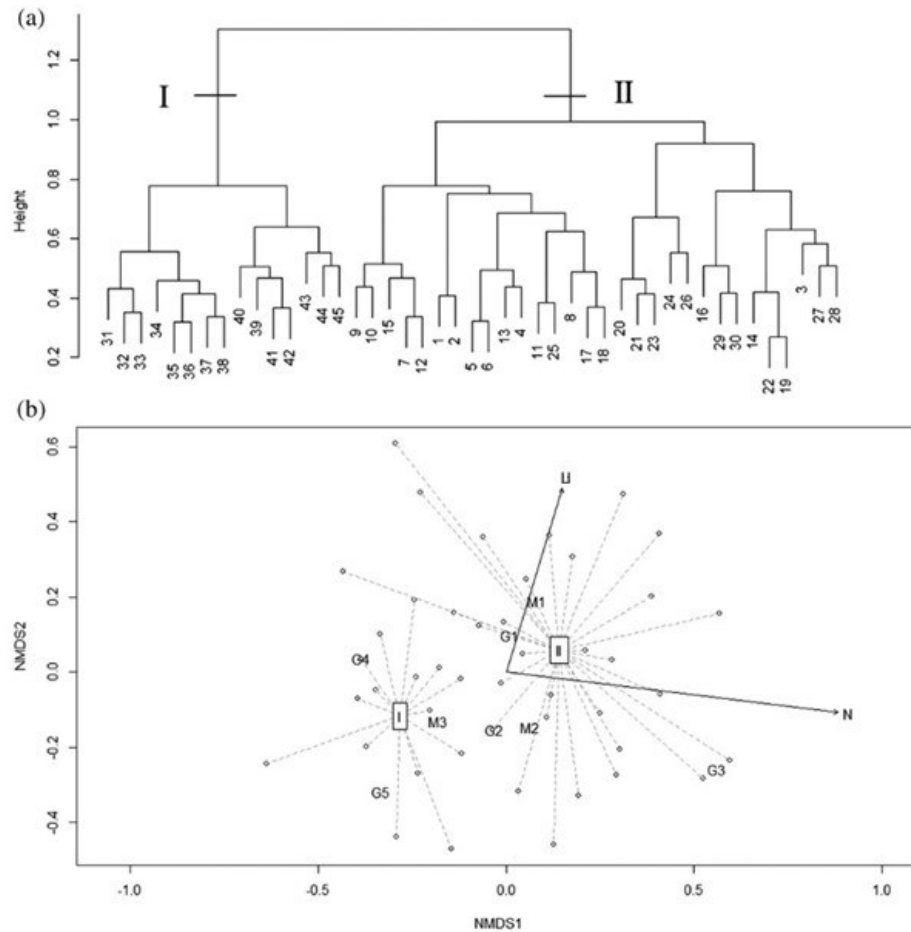 (a)
1.2
1.0
0.8
0.6
0.4
0.2
Height
I
II
31
32
33
34
35
36
37
38
40
39
41
42
43
44
45
9
10
15
7
12
1
2
5
6
13
4
11
25
8
17
18
20
21
23
24
26
16
29
30
14
22
19
3
27
28
(b)
0.6
0.4
0.2
0.0
-0.2
-0.4
NMDS2
LI
M1
G1
II
G4
N
I
M3
G2
M2
G3
G5
-1.0 -0.5 0.0 0.5 1.0
NMDS1